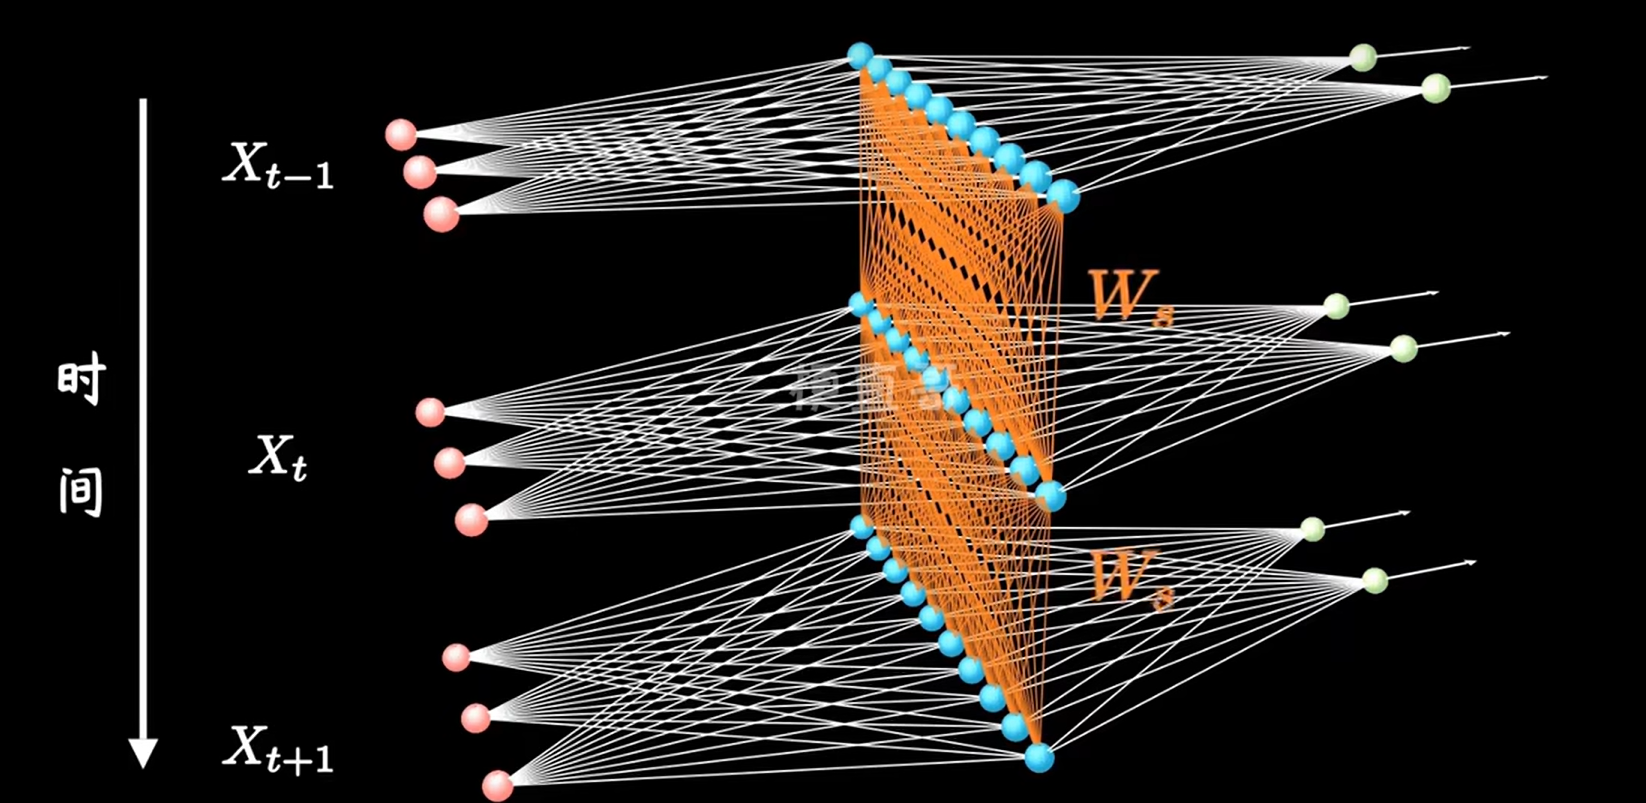 X_{t-1}
W_s
时
间
X_t
W_s
X_{t+1}